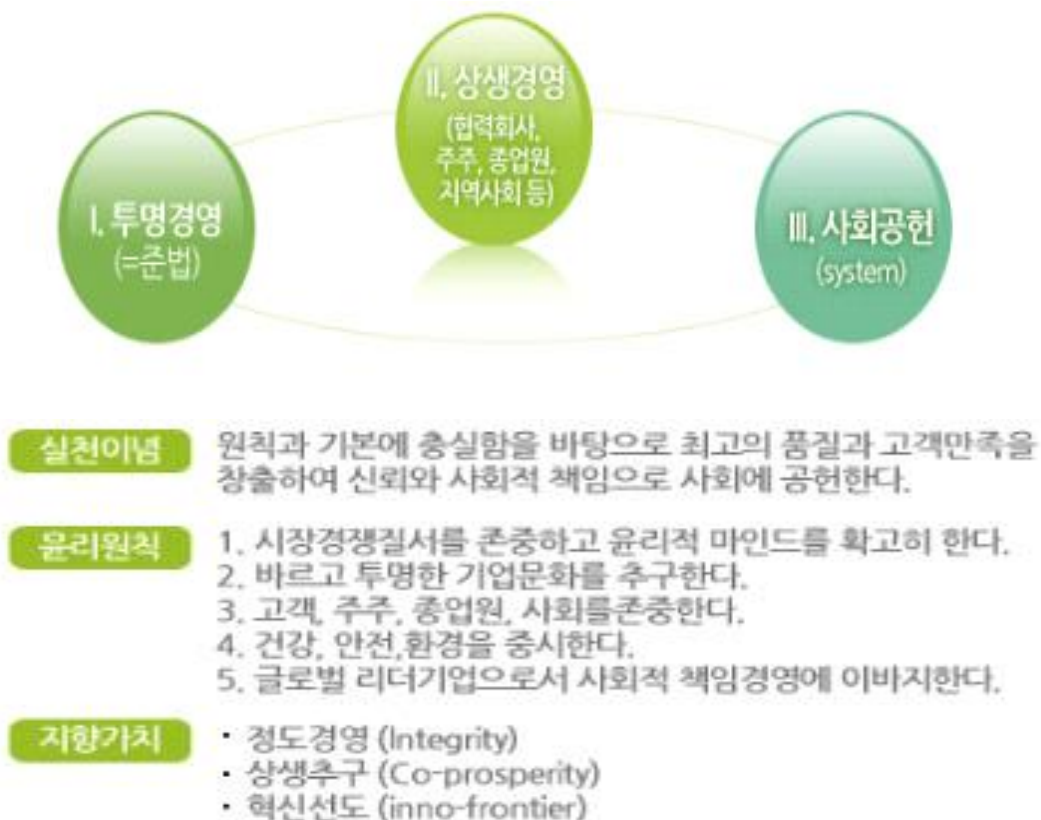 Ⅱ. 상생경영
(협력회사,
주주, 종업원,
지역사회 등)
Ⅰ. 투명경영
(=준법)
Ⅲ. 사회공헌
(system)
실천이념
원칙과 기본에 충실함을 바탕으로 최고의 품질과 고객만족을
창출하여 신뢰와 사회적 책임으로 사회에 공헌한다.
윤리원칙
1. 시장경쟁질서를 존중하고 윤리적 마인드를 확고히 한다.
2. 바르고 투명한 기업문화를 추구한다.
3. 고객, 주주, 종업원, 사회를존중한다.
4. 건강, 안전,환경을 중시한다.
5. 글로벌 리더기업으로서 사회적 책임경영에 이바지한다.
지향가치
· 정도경영 (Integrity)
· 상생추구 (Co-prosperity)
· 혁신선도 (inno-frontier)